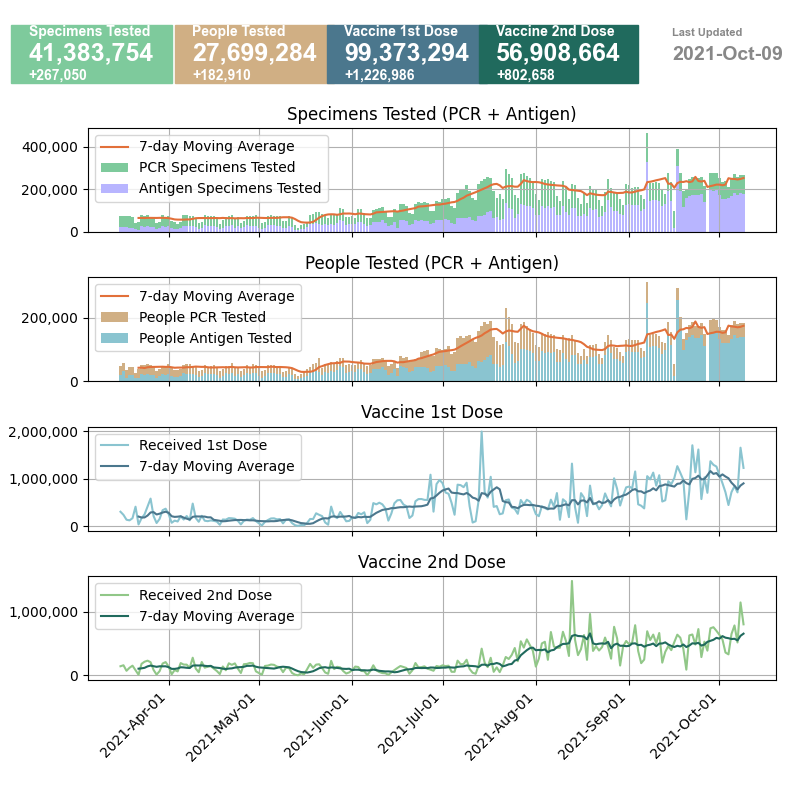 Specimens Tested
41,383,754
+267,050
People Tested
27,699,284
+182,910
Vaccine 1st Dose
99,373,294
+1,226,986
Vaccine 2nd Dose
56,908,664
+802,658
Last Updated
2021-Oct-09
Specimens Tested (PCR + Antigen)
400,000
200,000
0
7-day Moving Average
PCR Specimens Tested
Antigen Specimens Tested
People Tested (PCR + Antigen)
200,000
0
7-day Moving Average
People PCR Tested
People Antigen Tested
Vaccine 1st Dose
2,000,000
1,000,000
0
Received 1st Dose
7-day Moving Average
Vaccine 2nd Dose
1,000,000
0
Received 2nd Dose
7-day Moving Average
2021-Apr-01
2021-May-01
2021-Jun-01
2021-Jul-01
2021-Aug-01
2021-Sep-01
2021-Oct-01